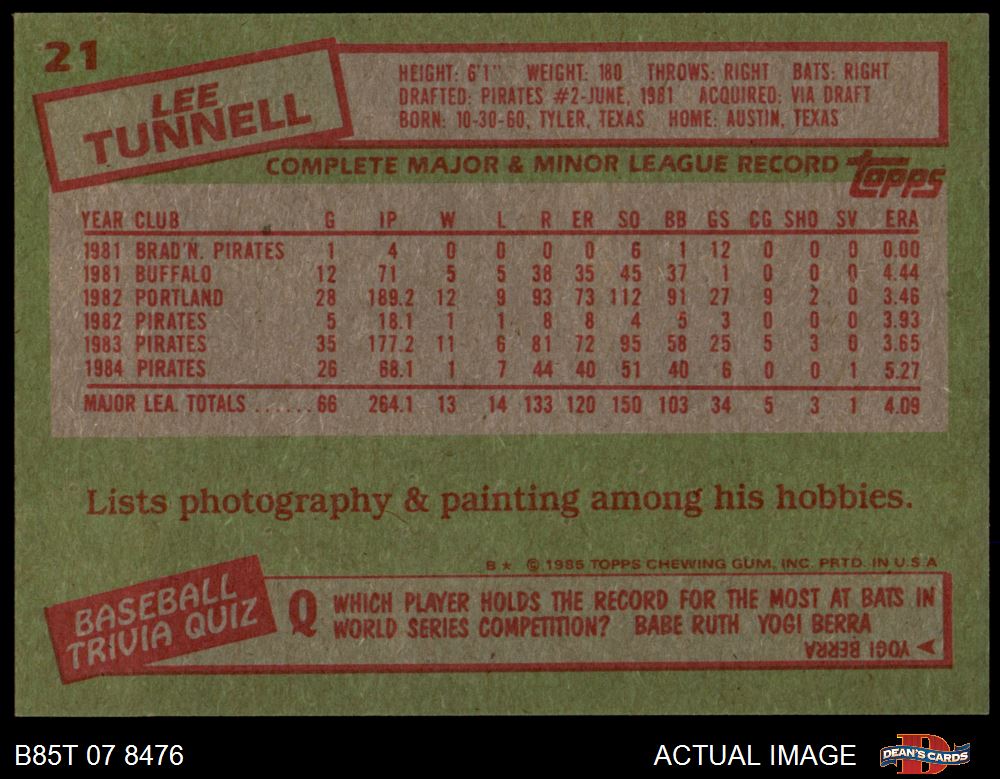 21
LEE
TUNNELL
HEIGHT: 6'1" WEIGHT: 180 THROWS: RIGHT BATS: RIGHT
DRAFTED: PIRATES #2-JUNE, 1981 ACQUIRED: VIA DRAFT
BORN: 10-30-60, TYLER, TEXAS HOME: AUSTIN, TEXAS
COMPLETE MAJOR & MINOR LEAGUE RECORD topps
YEAR CLUB G IP W L R ER SO BB GS CG SHO SV ERA
1981 BRAD'N. PIRATES 1 4 0 0 0 0 6 1 12 0 0 0 0.00
1981 BUFFALO 12 71 5 5 38 35 45 37 1 0 0 0 4.44
1982 PORTLAND 28 189.2 12 9 93 73 112 91 27 9 2 0 3.46
1982 PIRATES 5 18.1 1 1 8 8 4 5 3 0 0 0 3.93
1983 PIRATES 35 177.2 11 6 81 72 95 58 25 5 3 0 3.65
1984 PIRATES 26 68.1 1 7 44 40 51 40 6 0 0 1 5.27
MAJOR LEA. TOTALS ......66 264.1 13 14 133 120 150 103 34 5 3 1 4.09
Lists photography & painting among his hobbies.
B* © 1985 TOPPS CHEWING GUM, INC. PRTD. IN U.S.A
BASEBALL
TRIVIA QUIZ
Q WHICH PLAYER HOLDS THE RECORD FOR THE MOST AT BATS IN
WORLD SERIES COMPETITION? BABE RUTH YOGI BERRA
YOGI BERRA
B85T 07 8476
ACTUAL IMAGE
DEAN'S CARDS